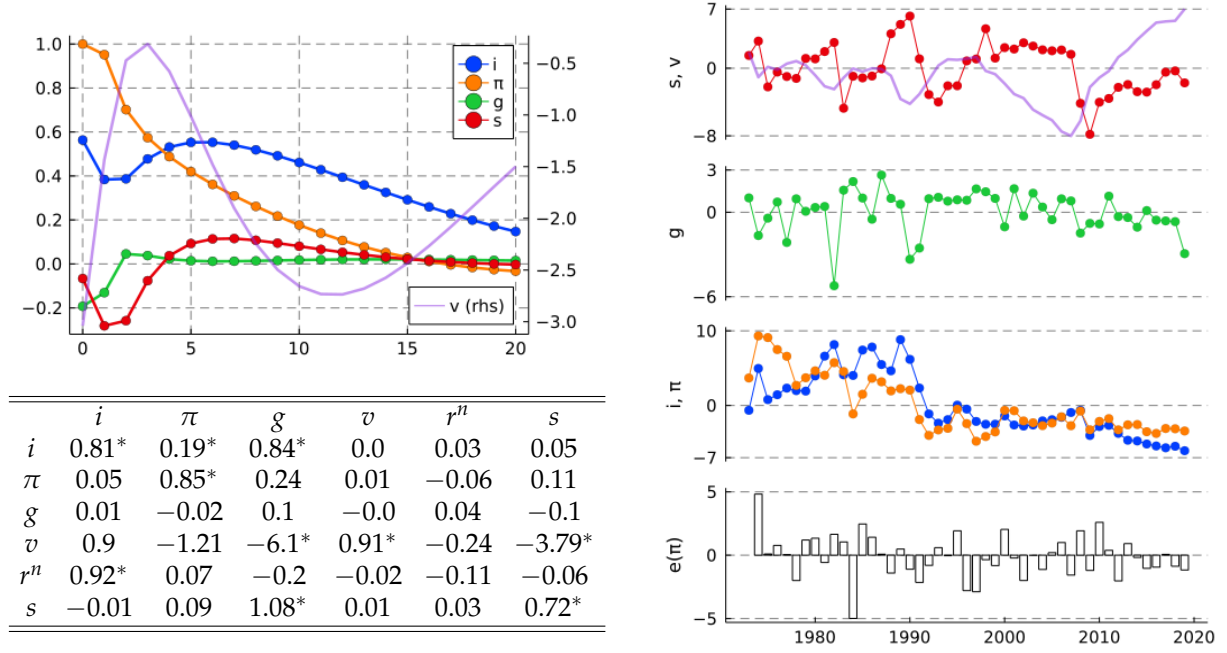 1.0
0.8
0.6
0.4
0.2
0.0
−0.2
i
π
g
s
v (rhs)
−0.5
−1.0
−1.5
−2.0
−2.5
−3.0
0 5 10 15 20
i π g v rⁿ s
i 0.81* 0.19* 0.84* 0.0 0.03 0.05
π 0.05 0.85* 0.24 0.01 −0.06 0.11
g 0.01 −0.02 0.1 −0.0 0.04 −0.1
v 0.9 −1.21 −6.1* 0.91* −0.24 −3.79*
rⁿ 0.92* 0.07 −0.2 −0.02 −0.11 −0.06
s −0.01 0.09 1.08* 0.01 0.03 0.72*
s, v
7
0
−8
g
3
0
−6
i, π
10
0
−7
e(π)
5
0
−5
1980 1990 2000 2010 2020